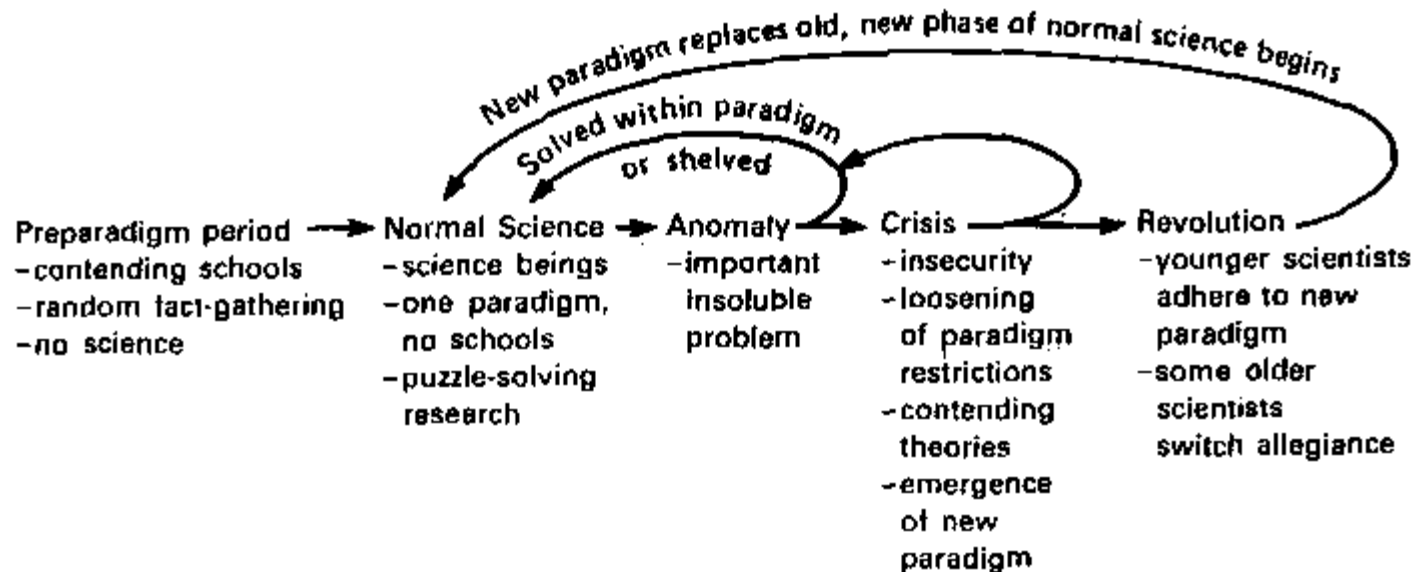 New paradigm replaces old, new phase of normal science begins
Solved within paradigm
or shelved
Preparadigm period
-contending schools
-random fact-gathering
-no science
Normal Science
-science beings
-one paradigm,
no schools
-puzzle-solving
research
Anomaly
-important
insoluble
problem
Crisis
-insecurity
-loosening
of paradigm
restrictions
-contending
theories
-emergence
of new
paradigm
Revolution
-younger scientists
adhere to new
paradigm
-some older
scientists
switch allegiance